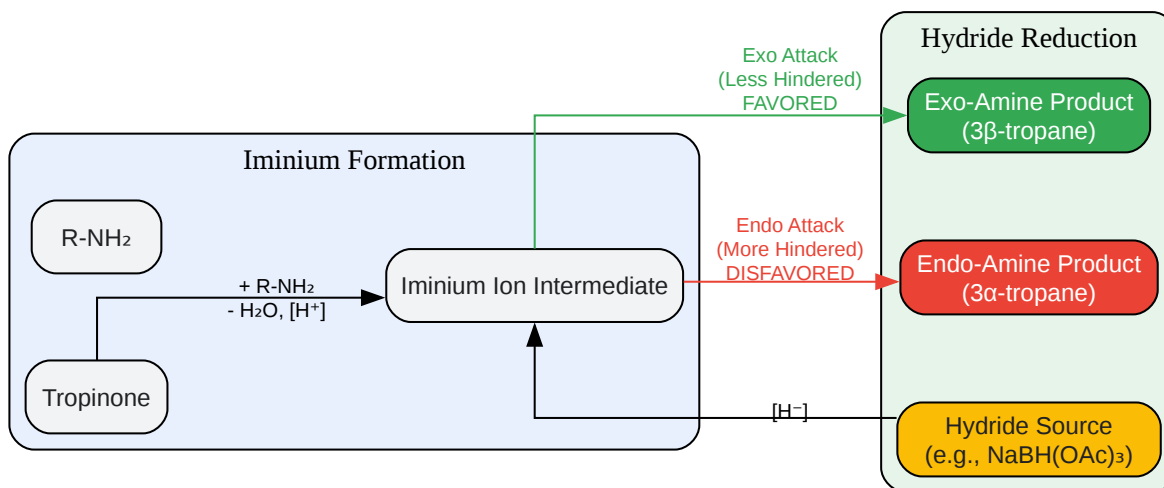 Hydride Reduction
Exo Attack
(Less Hindered)
FAVORED
Exo-Amine Product
(3β-tropane)
Iminium Formation
R-NH₂
Endo Attack
(More Hindered)
DISFAVORED
Endo-Amine Product
(3α-tropane)
+ R-NH₂
- H₂O, [H⁺]
Iminium Ion Intermediate
Tropinone
[H⁻]
Hydride Source
(e.g., NaBH(OAc)₃)